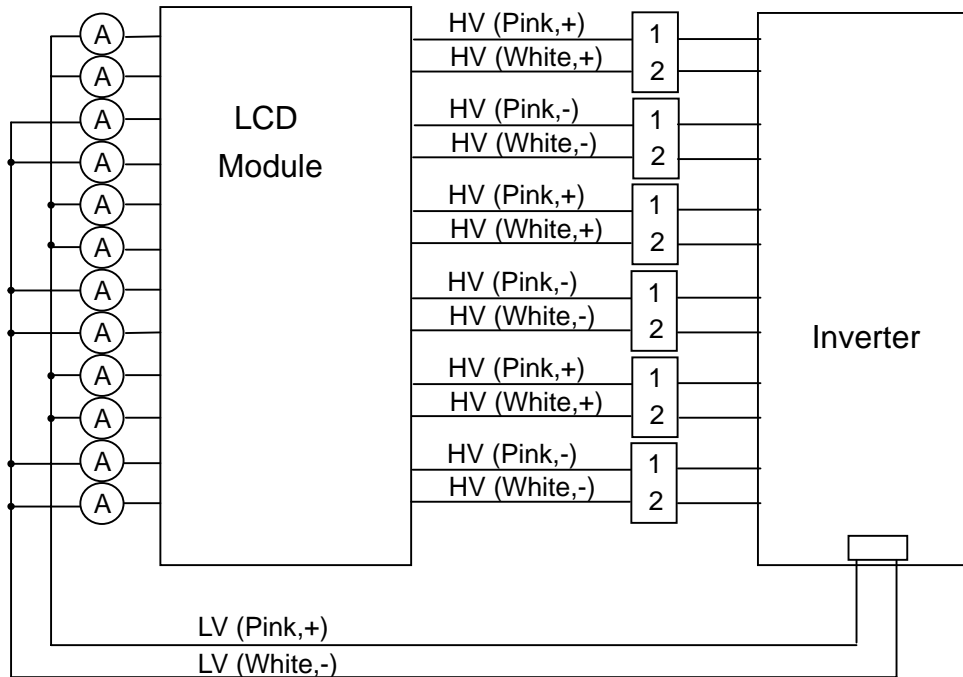 A
A
A
A
A
A
A
A
A
A
A
A
LCD
Module
HV (Pink,+)
HV (White,+)
HV (Pink,-)
HV (White,-)
HV (Pink,+)
HV (White,+)
HV (Pink,-)
HV (White,-)
HV (Pink,+)
HV (White,+)
HV (Pink,-)
HV (White,-)
1
2
1
2
1
2
1
2
1
2
1
2
Inverter
LV (Pink,+)
LV (White,-)